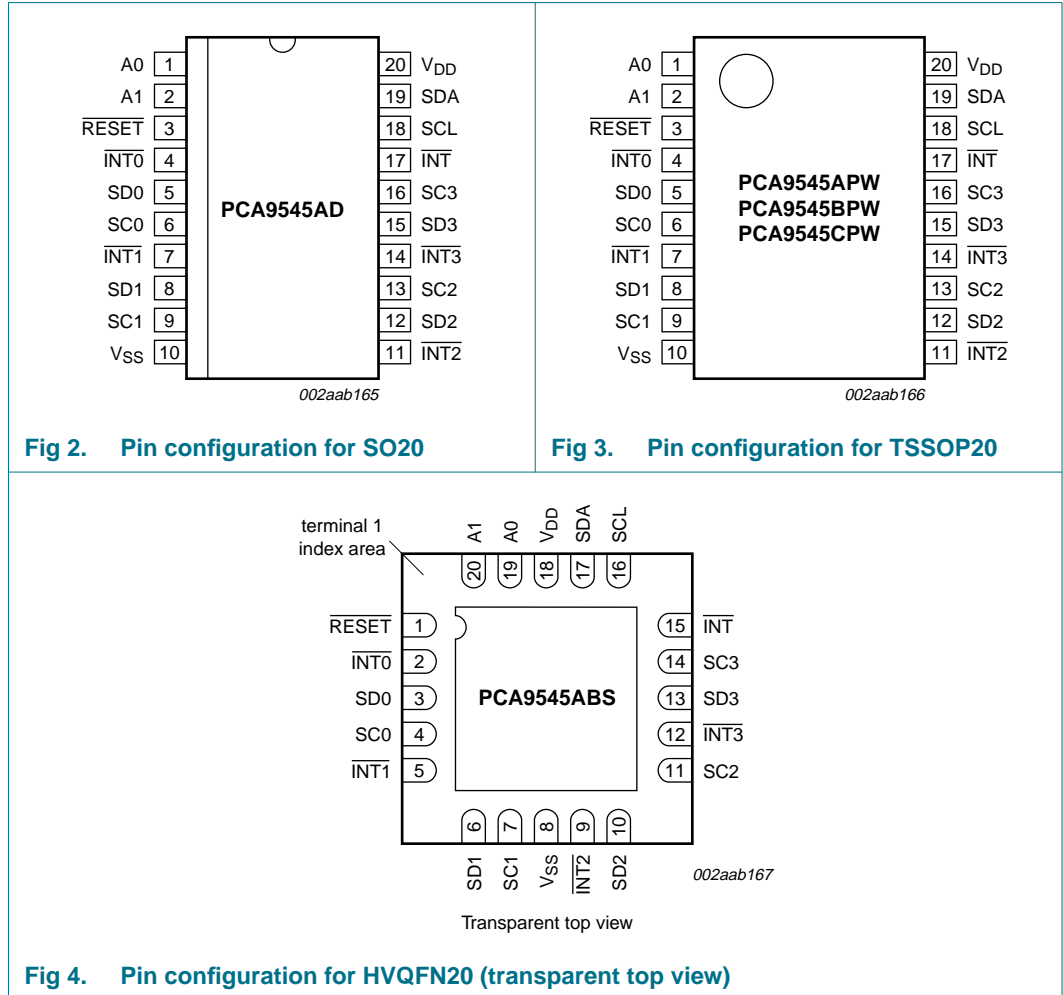 A0 1
A1 2
RESET 3
INT0 4
SD0 5
SC0 6
INT1 7
SD1 8
SC1 9
VSS 10
PCA9545AD
20 VDD
19 SDA
18 SCL
17 INT
16 SC3
15 SD3
14 INT3
13 SC2
12 SD2
11 INT2
002aab165
Fig 2. Pin configuration for SO20
A0 1
A1 2
RESET 3
INT0 4
SD0 5
SC0 6
INT1 7
SD1 8
SC1 9
VSS 10
PCA9545APW
PCA9545BPW
PCA9545CPW
20 VDD
19 SDA
18 SCL
17 INT
16 SC3
15 SD3
14 INT3
13 SC2
12 SD2
11 INT2
002aab166
Fig 3. Pin configuration for TSSOP20
terminal 1
index area
A1 A0 VDD SDA SCL
20 19 18 17 16
RESET 1
INT0 2
SD0 3
SC0 4
INT1 5
PCA9545ABS
15 INT
14 SC3
13 SD3
12 INT3
11 SC2
6 7 8 9 10
SD1 SC1 VSS INT2 SD2
002aab167
Transparent top view
Fig 4. Pin configuration for HVQFN20 (transparent top view)